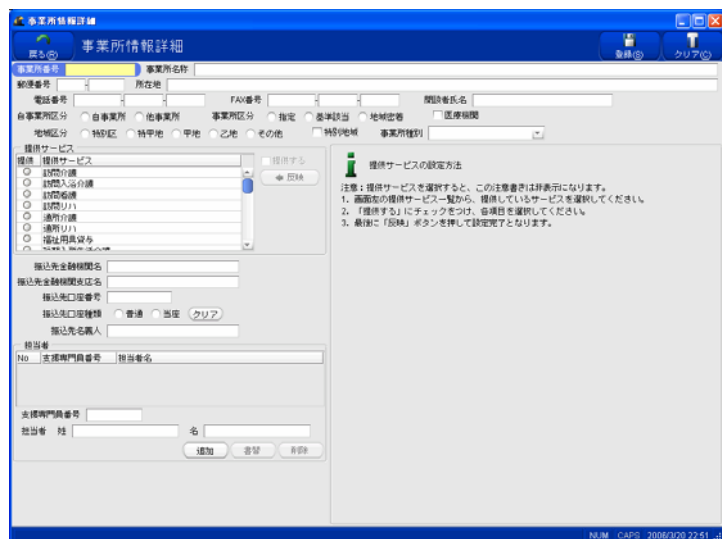 事業所情報詳細
戻る(R) 事業所情報詳細 登録(S) クリア(C)
事業所番号 事業所名称
郵便番号 - 所在地
電話番号 - - FAX番号 - - 開設者氏名
自事業所区分 自事業所 他事業所 事業所区分 指定 基準該当 地域密着 医療機関
地域区分 特別区 特甲地 甲地 乙地 その他 特別地域 事業所種別
提供サービス
提供 提供サービス 提供する
訪問介護 反映
訪問入浴介護
訪問看護
訪問リハ
通所介護
通所リハ
福祉用具貸与
提供サービスの設定方法
注意:提供サービスを選択すると、この注意書きは非表示になります。
1. 画面左の提供サービス一覧から、提供しているサービスを選択してください。
2. 「提供する」にチェックをつけ、各項目を選択してください。
3. 最後に「反映」ボタンを押して設定完了となります。
振込先金融機関名
振込先金融機関支店名
振込先口座番号
振込先口座種類 普通 当座 クリア
振込先名義人
担当者
No 支援専門員番号 担当者名
支援専門員番号
担当者 姓 名
追加 書替 削除
NUM CAPS 2006/3/20 22:51